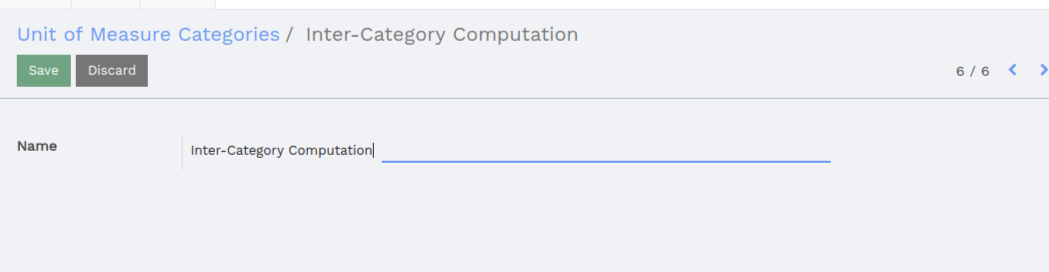 Unit of Measure Categories / Inter-Category Computation
Save Discard
6 / 6
Name
Inter-Category Computation